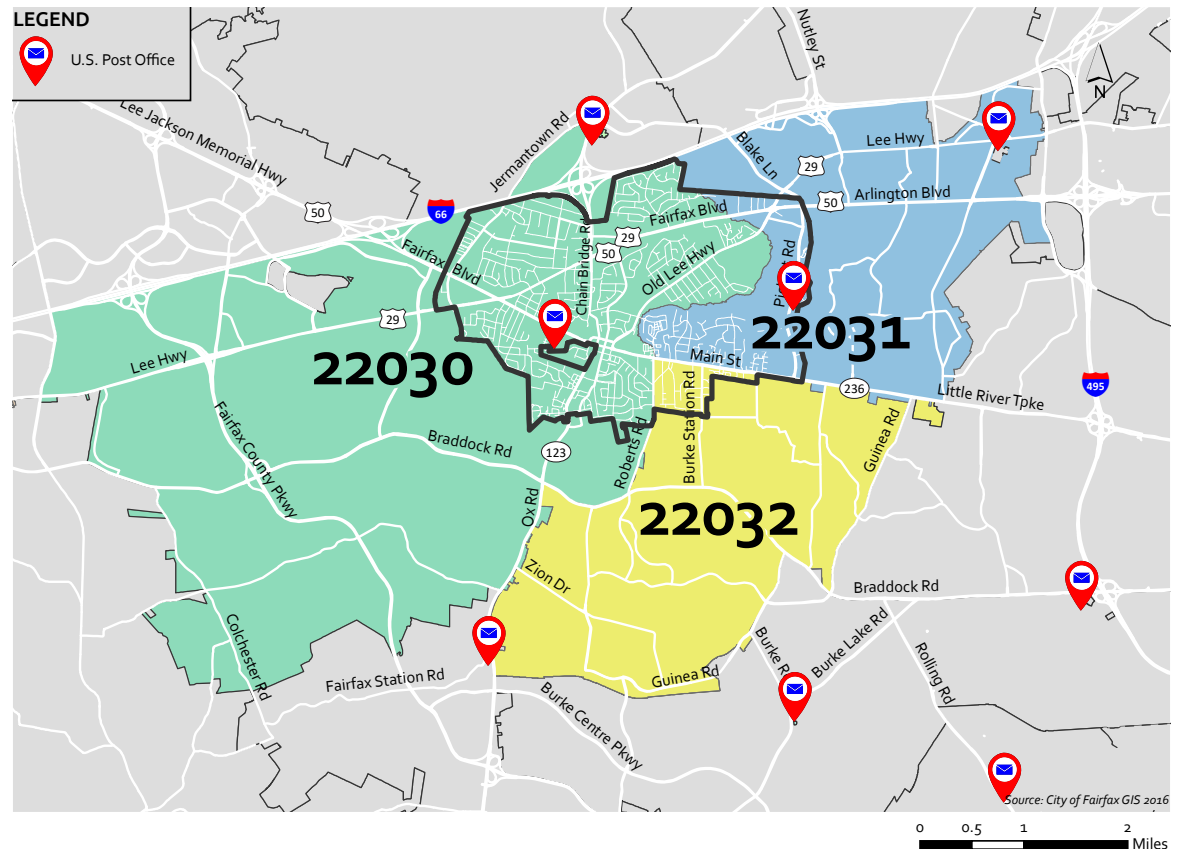 LEGEND
U.S. Post Office
Nutley St
N
Lee Jackson Memorial Hwy
Jermantown Rd
Blake Ln
Lee Hwy
29
50
66
Arlington Blvd
50
Fairfax Blvd
29
50
Fairfax Blvd
Chain Bridge Rd
Old Lee Hwy
Rd
29
Lee Hwy
22030
22031
Main St
236
Little River Tpke
495
Fairfax County Pkwy
Braddock Rd
123
Roberts Rd
Burke Station Rd
Guinea Rd
Ox Rd
22032
Zion Dr
Braddock Rd
Colchester Rd
Fairfax Station Rd
Guinea Rd
Burke R
Burke Lake Rd
Rolling Rd
Burke Centre Pkwy
Source: City of Fairfax GIS 2016
0 0.5 1 2
Miles